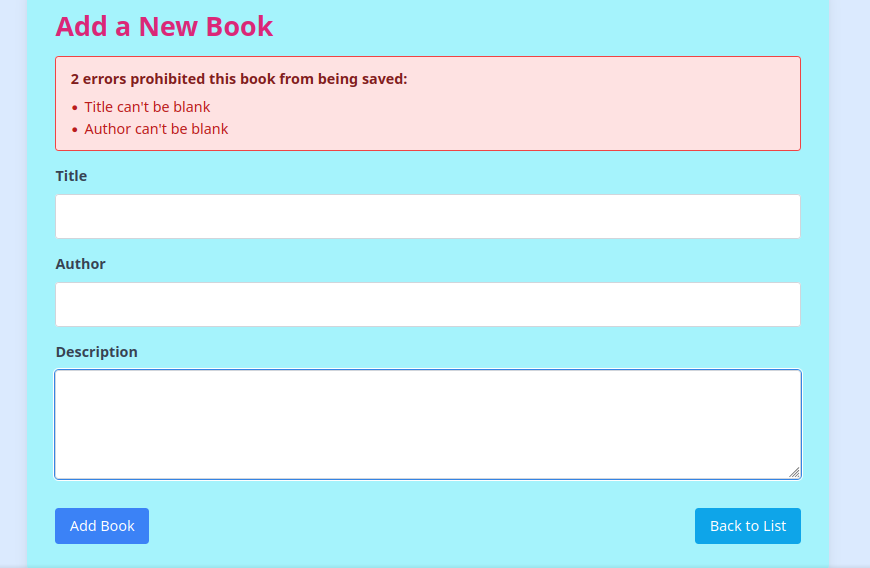 Add a New Book
2 errors prohibited this book from being saved:
• Title can't be blank
• Author can't be blank
Title
Author
Description
Add Book
Back to List